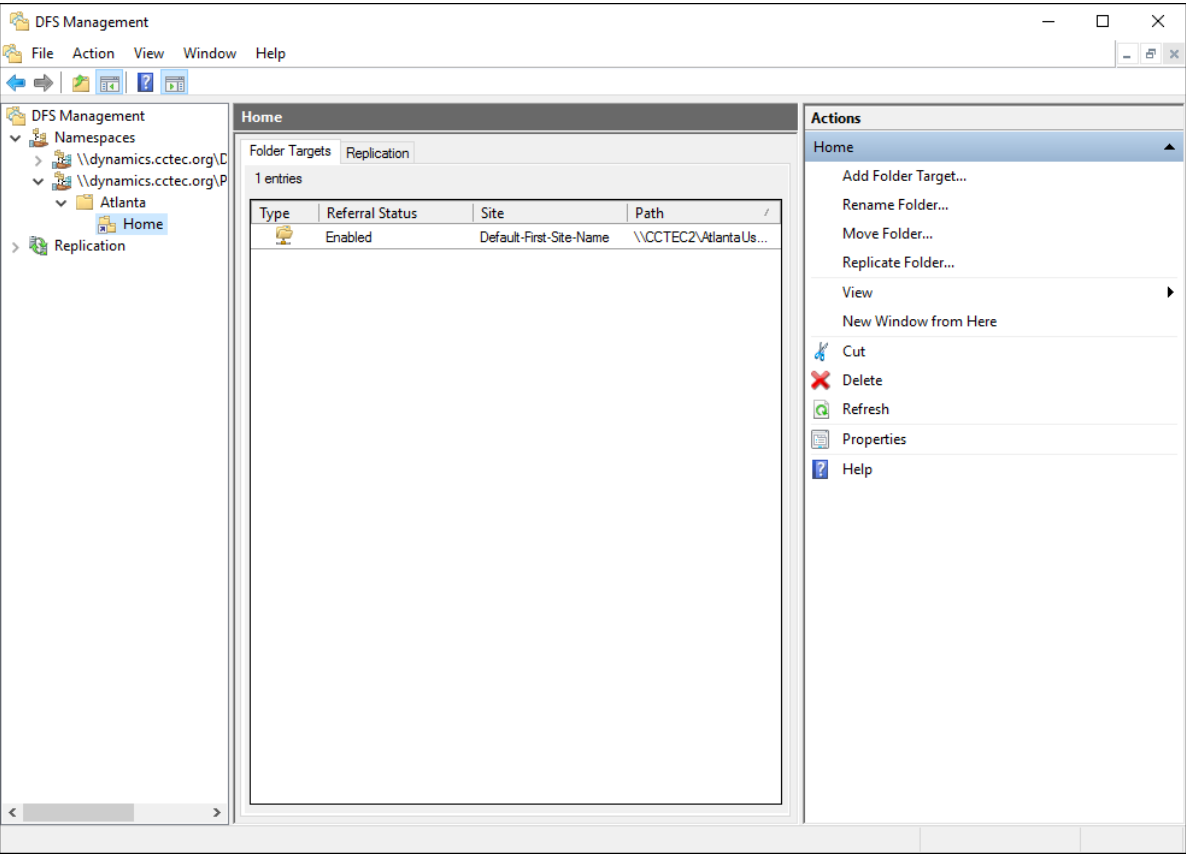 DFS Management
File Action View Window Help
DFS Management
Namespaces
\\dynamics.cctec.org\D
\\dynamics.cctec.org\P
Atlanta
Home
Replication
Home
Folder Targets Replication
1 entries
Type Referral Status Site Path
Enabled Default-First-Site-Name \\CCTEC2\AtlantaUs...
Actions
Home
Add Folder Target...
Rename Folder...
Move Folder...
Replicate Folder...
View
New Window from Here
Cut
Delete
Refresh
Properties
Help